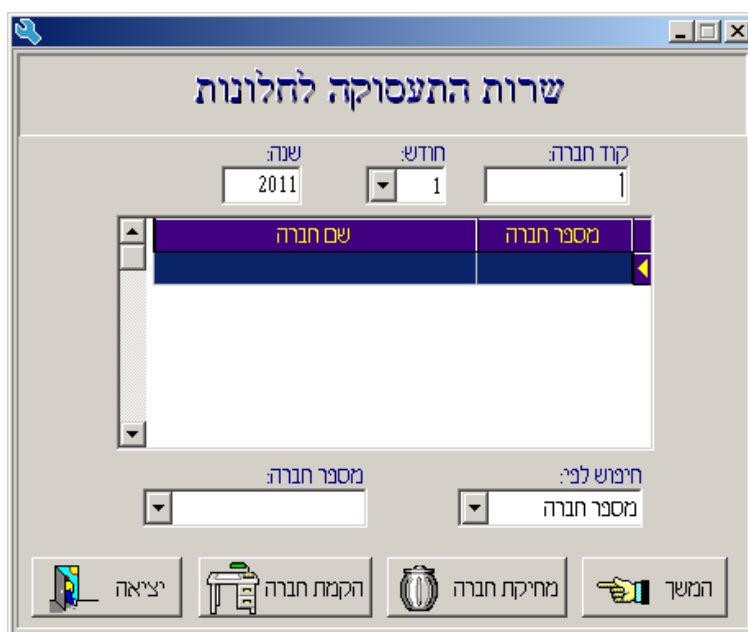 שרות התעסוקה לחלונות
קוד חברה: חודש: שנה:
1 2011
מספר חברה שם חברה
חיפוש לפי: מספר חברה:
מספר חברה
המשך מחיקת חברה הקמת חברה יציאה